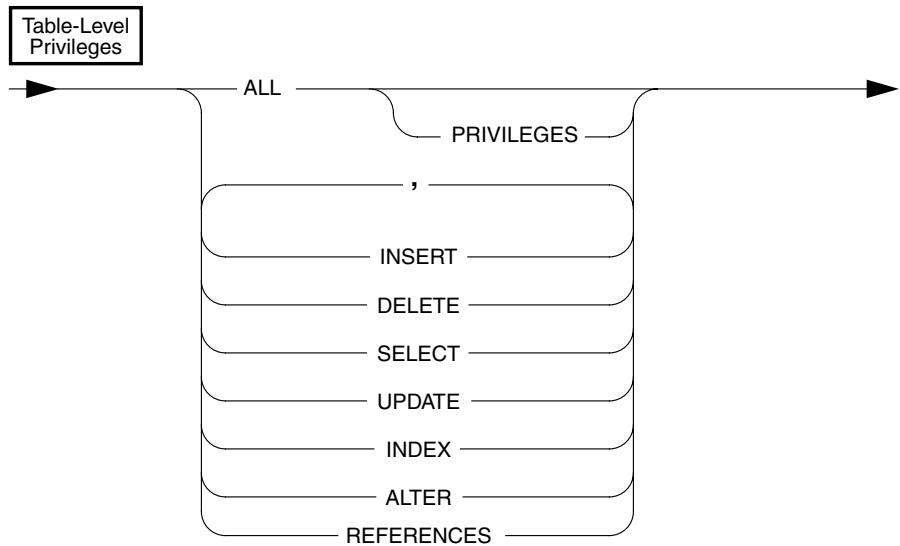 Table-Level
Privileges
ALL
PRIVILEGES
,
INSERT
DELETE
SELECT
UPDATE
INDEX
ALTER
REFERENCES